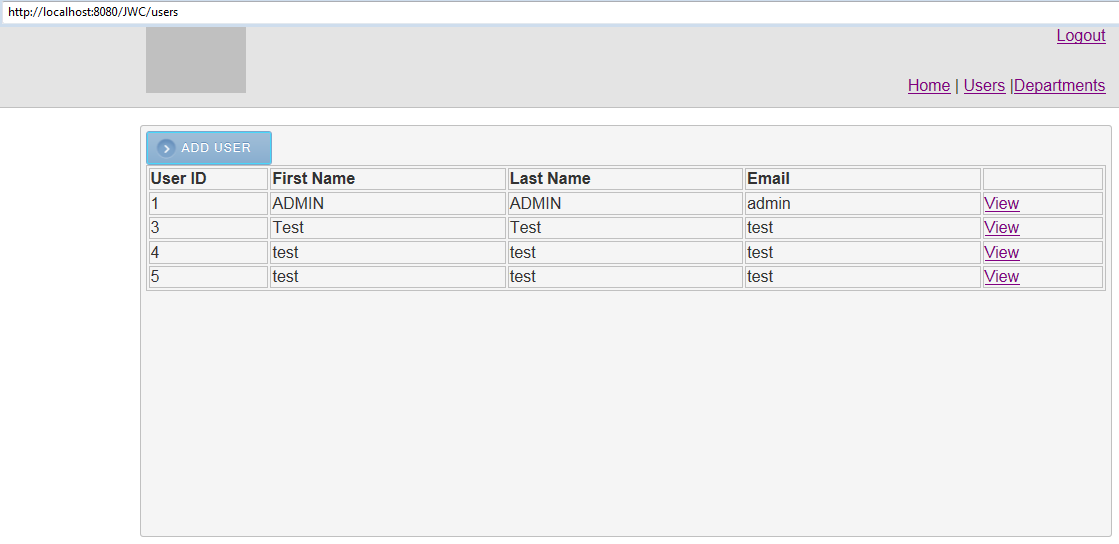 http://localhost:8080/JWC/users
Logout
Home | Users |Departments
ADD USER
User ID First Name Last Name Email
1 ADMIN ADMIN admin View
3 Test Test test View
4 test test test View
5 test test test View